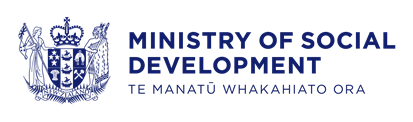 MINISTRY OF SOCIAL
DEVELOPMENT
TE MANATŪ WHAKAHIATO ORA